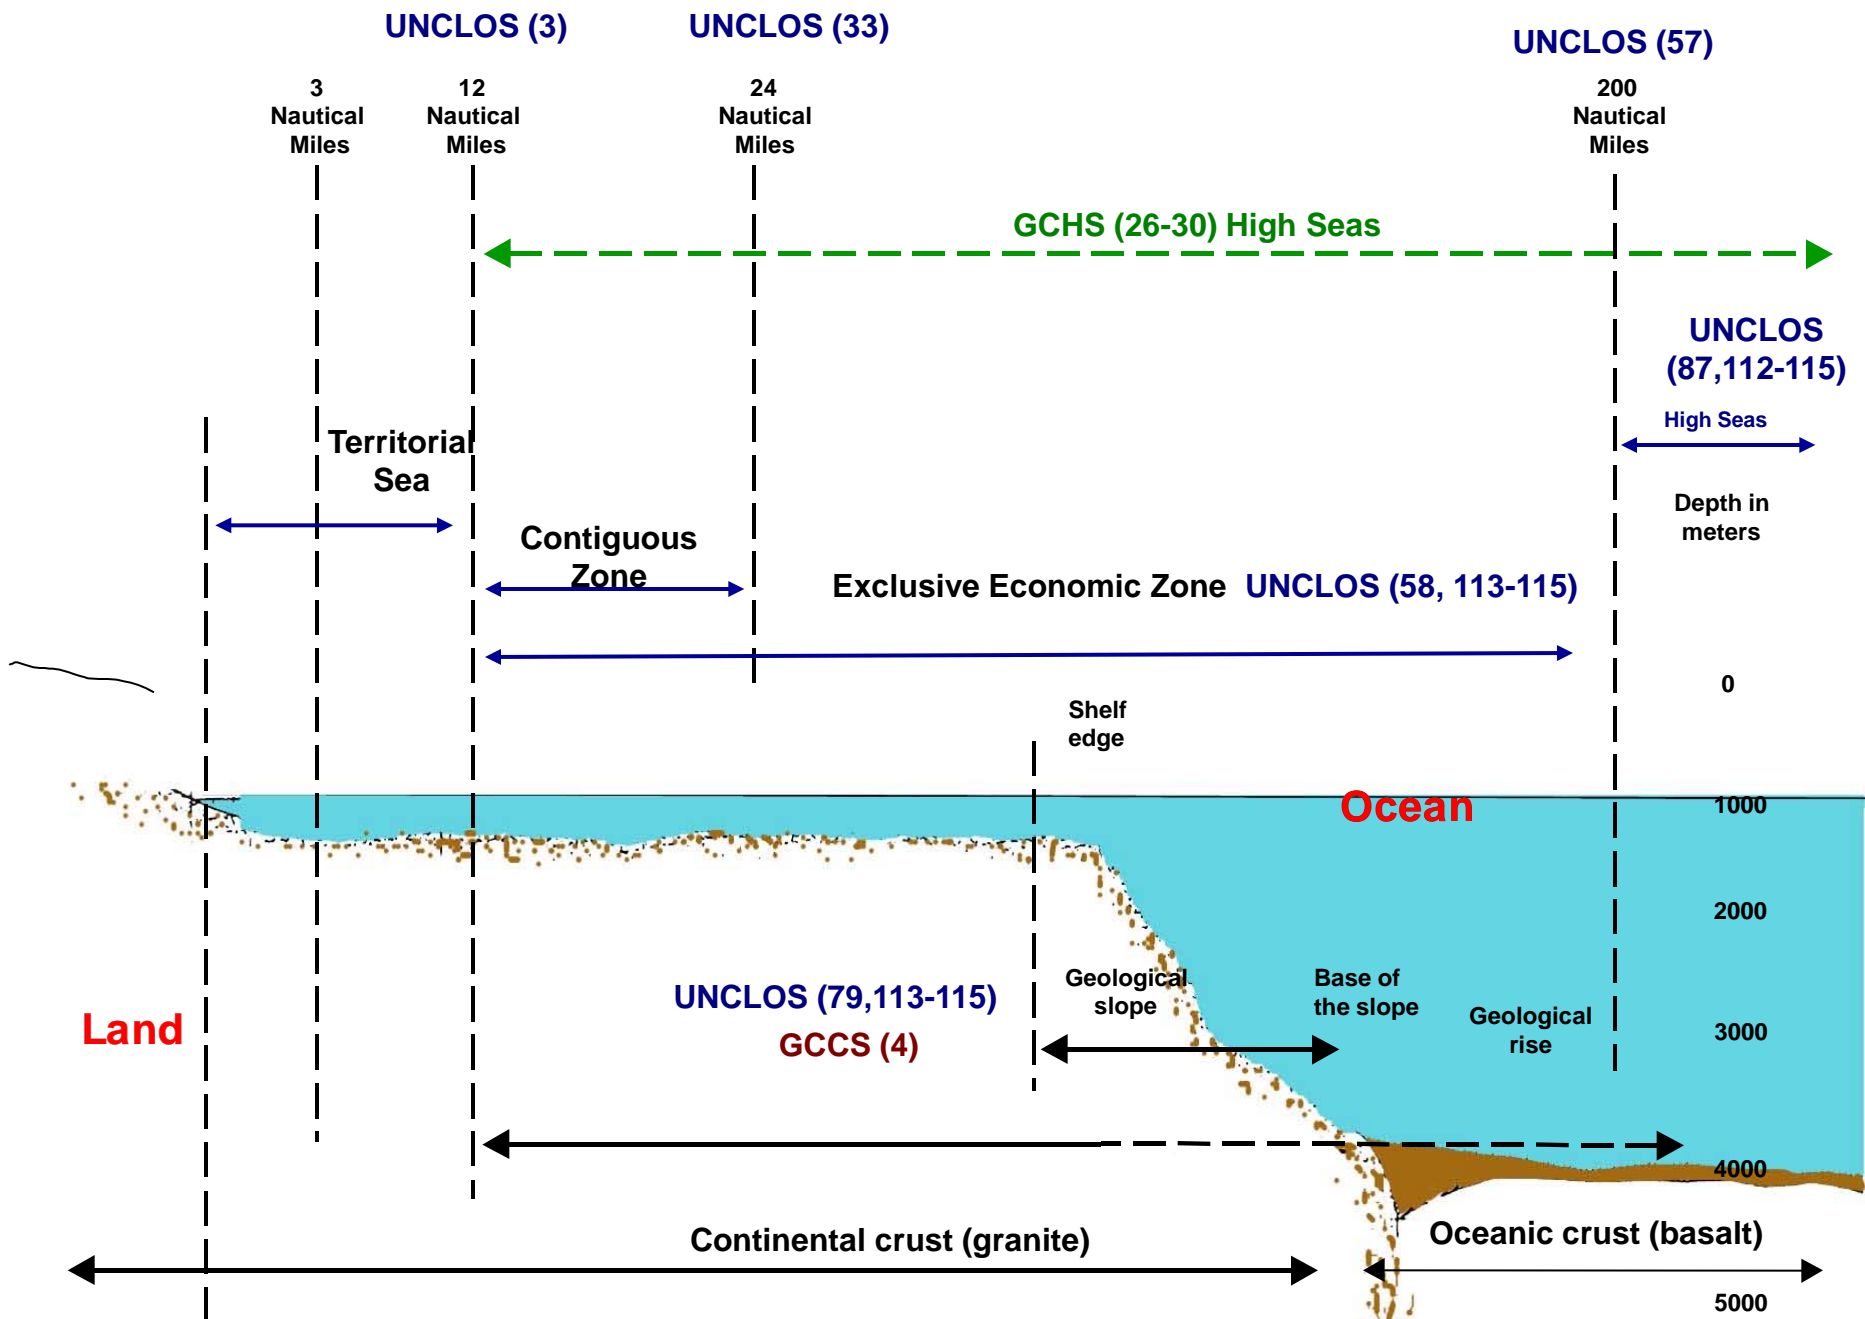 UNCLOS (3)
UNCLOS (33)
UNCLOS (57)
3
Nautical
Miles
12
Nautical
Miles
24
Nautical
Miles
200
Nautical
Miles
GCHS (26-30) High Seas
UNCLOS
(87,112-115)
High Seas
Territorial
Sea
Depth in
meters
Contiguous
Zone
Exclusive Economic Zone UNCLOS (58, 113-115)
0
Shelf
edge
Ocean
1000
2000
Geological
slope
Base of
the slope
UNCLOS (79,113-115)
GCCS (4)
Geological
rise
3000
Land
4000
Continental crust (granite)
Oceanic crust (basalt)
5000